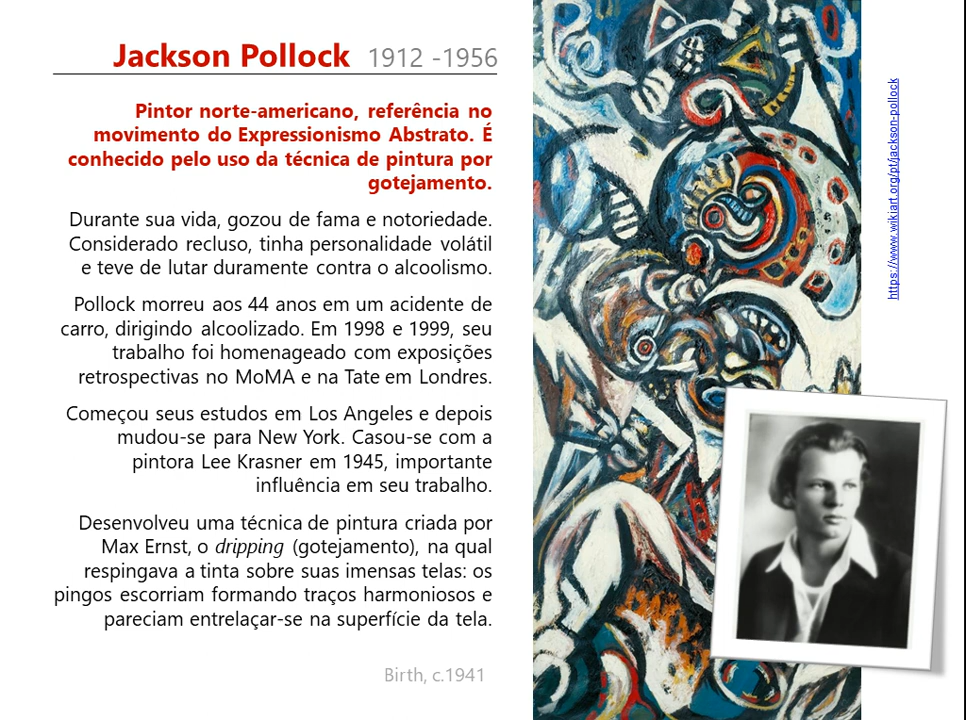 Jackson Pollock 1912 -1956
Pintor norte-americano, referência no
movimento do Expressionismo Abstrato. É
conhecido pelo uso da técnica de pintura por
gotejamento.
Durante sua vida, gozou de fama e notoriedade.
Considerado recluso, tinha personalidade volátil
e teve de lutar duramente contra o alcoolismo.
Pollock morreu aos 44 anos em um acidente de
carro, dirigindo alcoolizado. Em 1998 e 1999, seu
trabalho foi homenageado com exposições
retrospectivas no MoMA e na Tate em Londres.
Começou seus estudos em Los Angeles e depois
mudou-se para New York. Casou-se com a
pintora Lee Krasner em 1945, importante
influência em seu trabalho.
Desenvolveu uma técnica de pintura criada por
Max Ernst, o dripping (gotejamento), na qual
respingava a tinta sobre suas imensas telas: os
pingos escorriam formando traços harmoniosos e
pareciam entrelaçar-se na superfície da tela.
Birth, c.1941
https://www.wikiart.org/pt/jackson-pollock